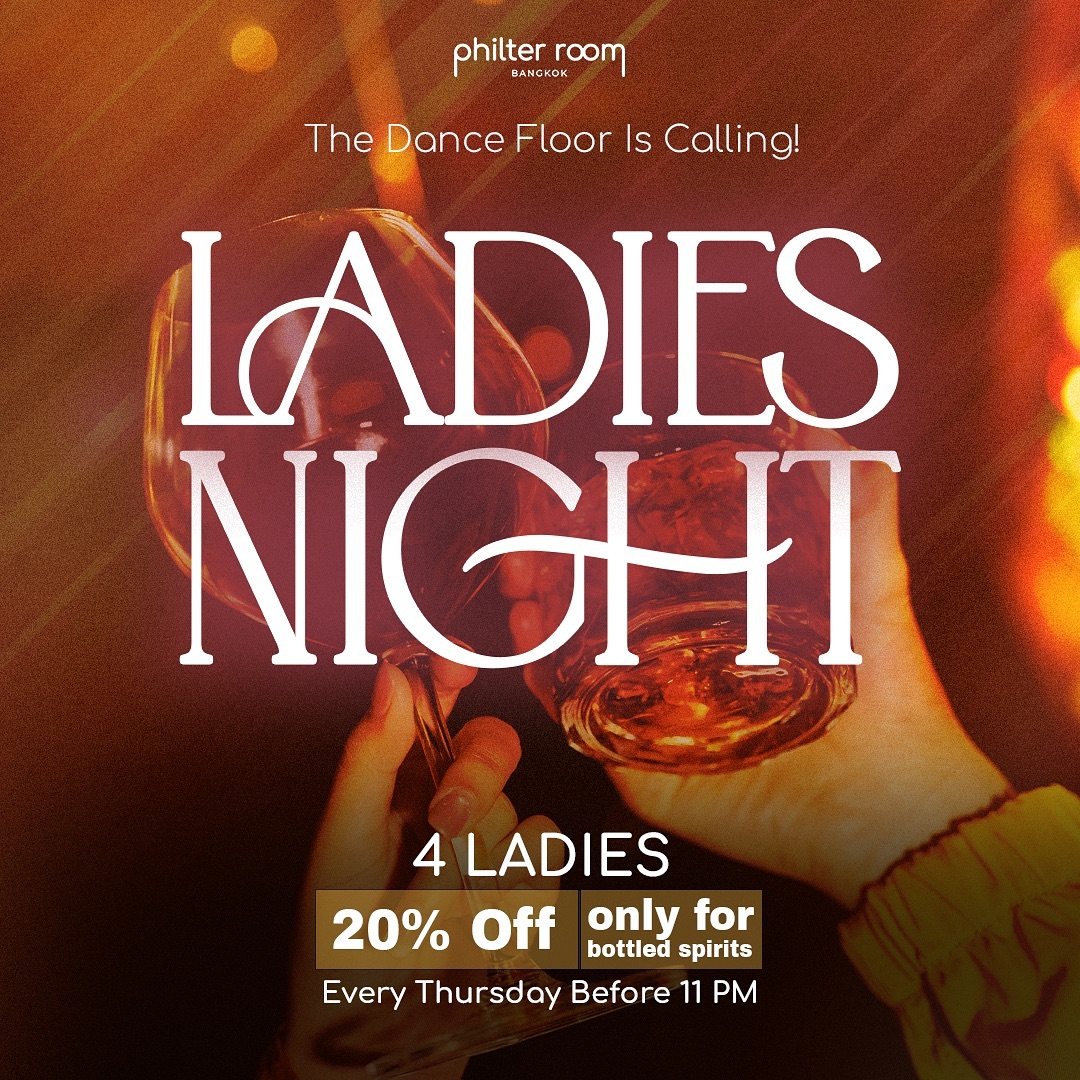 philter room
BANGKOK
The Dance Floor Is Calling!
LADIES
NIGHT
4 LADIES
20% Off only for
bottled spirits
Every Thursday Before 11 PM